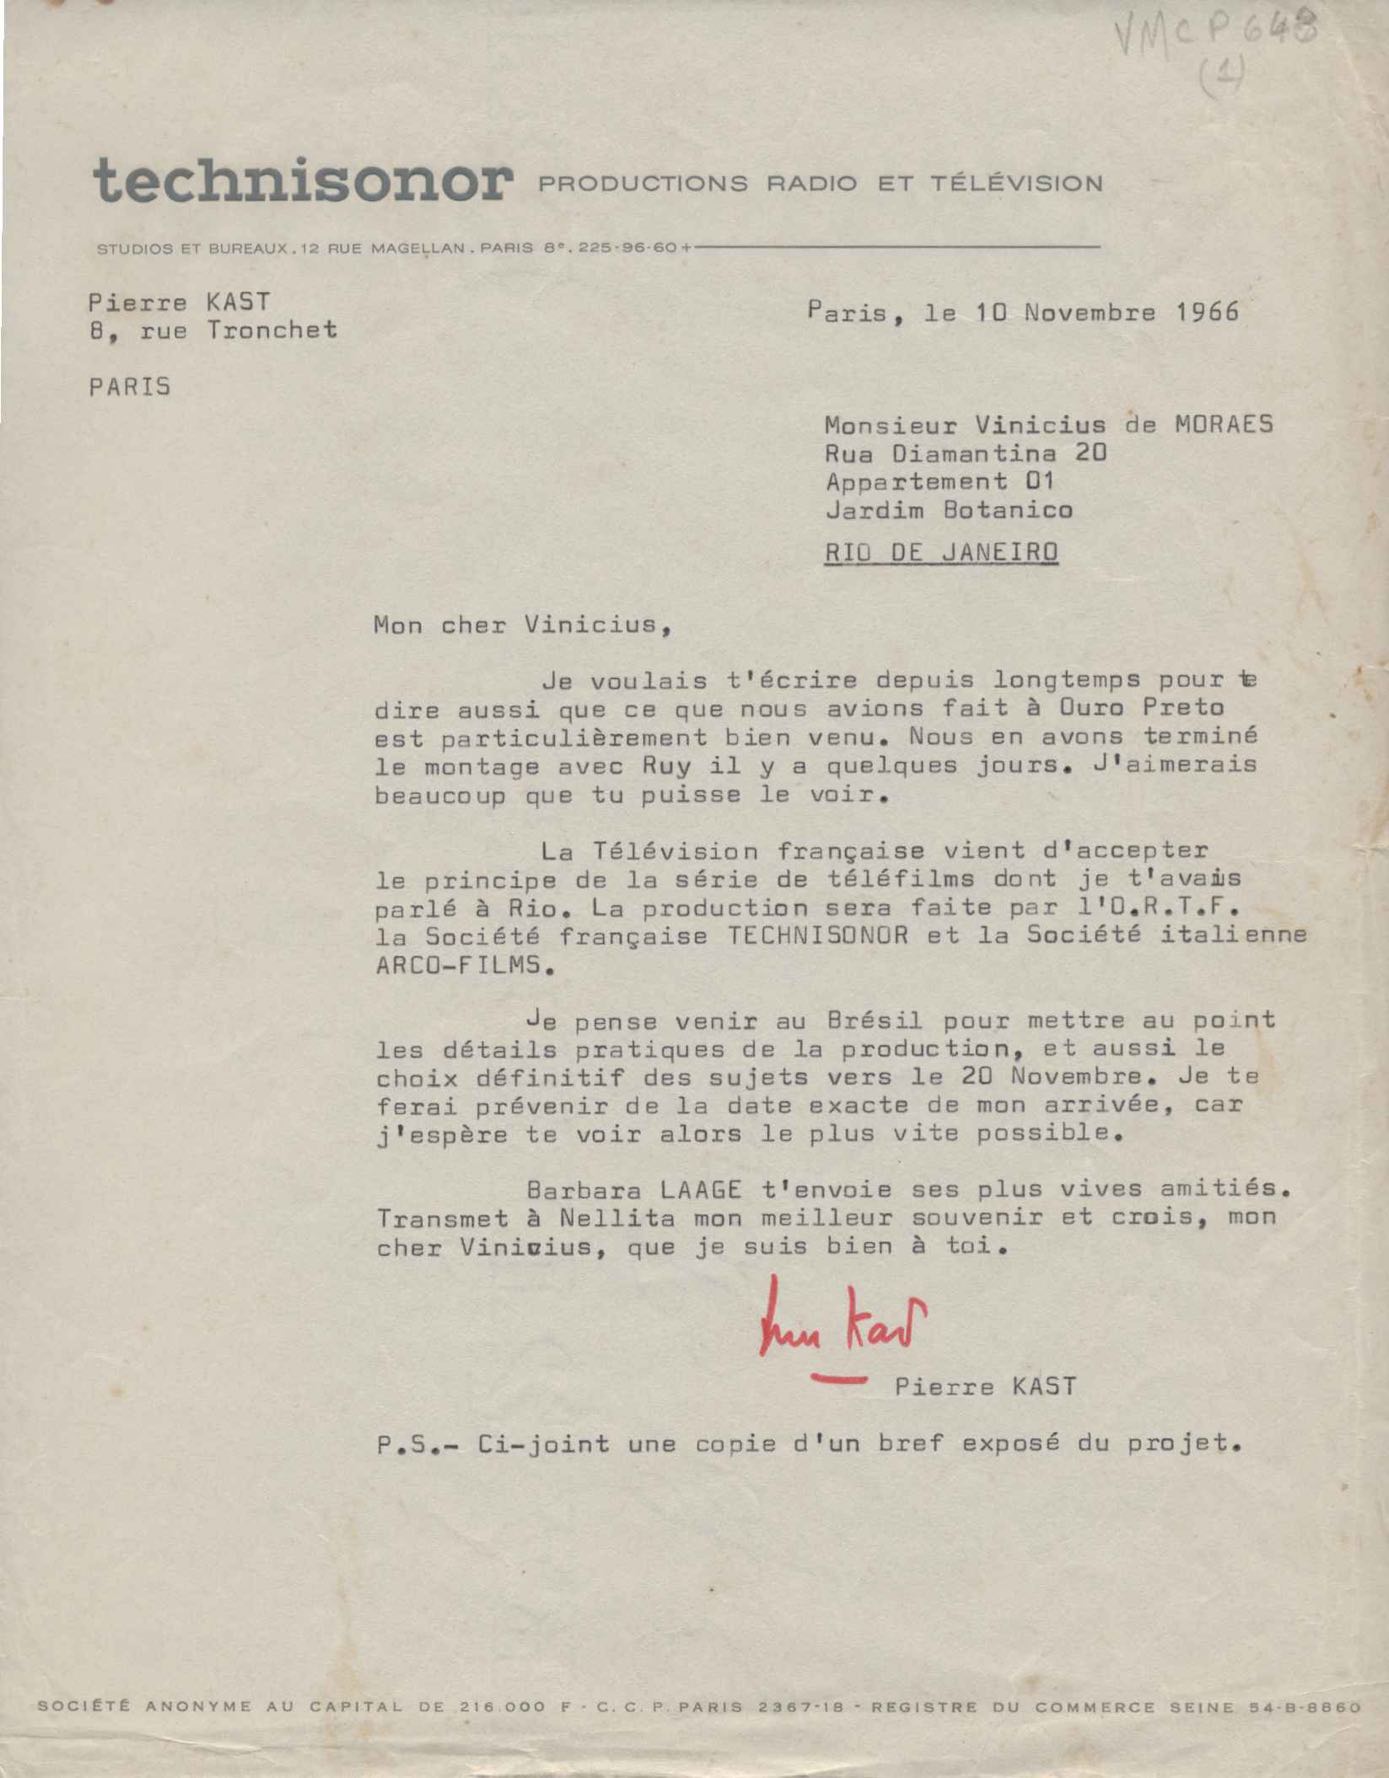 VMCP 648
(1)
technisonor PRODUCTIONS RADIO ET TÉLÉVISION
STUDIOS ET BUREAUX . 12 RUE MAGELLAN . PARIS 8e. 225-96-60+
Pierre KAST
8, rue Tronchet
PARIS
Paris, le 10 Novembre 1966
Monsieur Vinicius de MORAES
Rua Diamantina 20
Appartement 01
Jardim Botanico
RIO DE JANEIRO
Mon cher Vinicius,
Je voulais t'écrire depuis longtemps pour te
dire aussi que ce que nous avions fait à Ouro Preto
est particulièrement bien venu. Nous en avons terminé
le montage avec Ruy il y a quelques jours. J'aimerais
beaucoup que tu puisse le voir.
La Télévision française vient d'accepter
le principe de la série de téléfilms dont je t'avais
parlé à Rio. La production sera faite par l'O.R.T.F.
la Société française TECHNISONOR et la Société italienne
ARCO-FILMS.
Je pense venir au Brésil pour mettre au point
les détails pratiques de la production, et aussi le
choix définitif des sujets vers le 20 Novembre. Je te
ferai prévenir de la date exacte de mon arrivée, car
j'espère te voir alors le plus vite possible.
Barbara LAAGE t'envoie ses plus vives amitiés.
Transmet à Nellita mon meilleur souvenir et crois, mon
cher Vinicius, que je suis bien à toi.
Pierre Kast
Pierre KAST
P.S.- Ci-joint une copie d'un bref exposé du projet.
SOCIÉTÉ ANONYME AU CAPITAL DE 216.000 F - C. C. P. PARIS 2367-18 - REGISTRE DU COMMERCE SEINE 54-B-8860